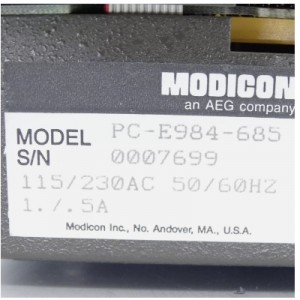 MODICON
an AEG company
MODEL PC-E984-685
S/N 0007699
115/230AC 50/60HZ
1./.5A
Modicon Inc., No. Andover, MA., U.S.A.